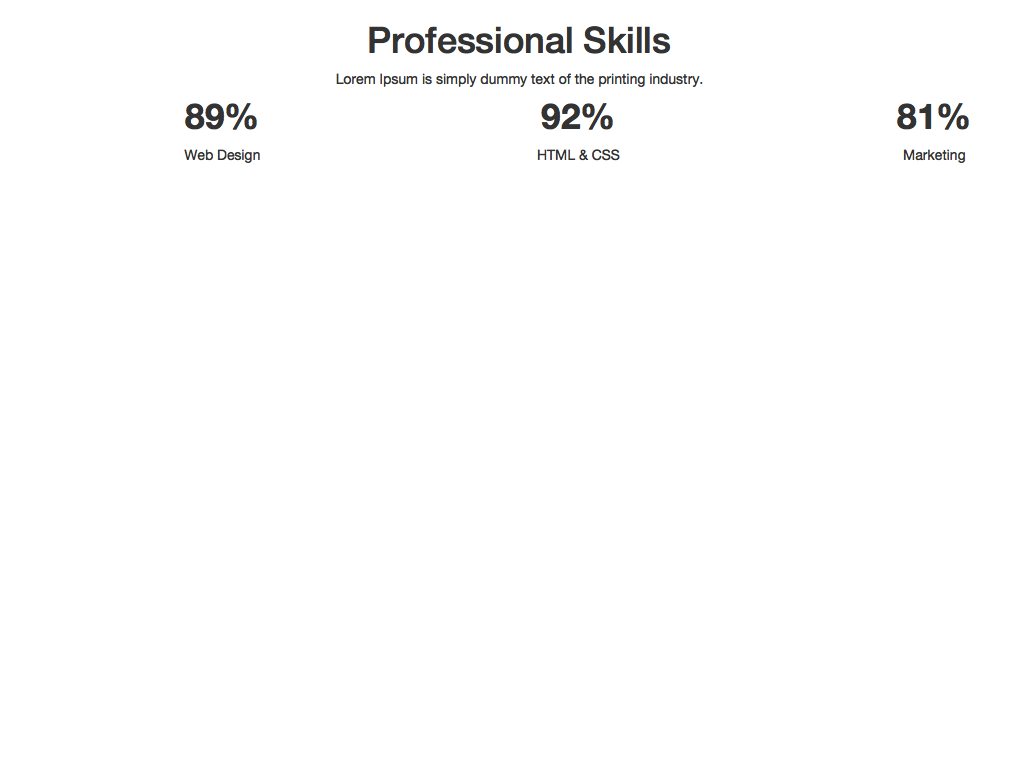 Professional Skills
Lorem Ipsum is simply dummy text of the printing industry.
89% 92% 81%
Web Design HTML & CSS Marketing